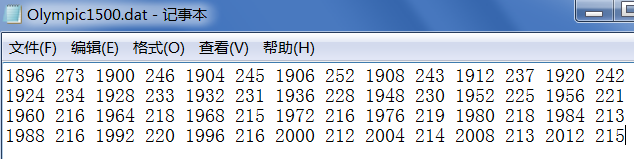 Olympic1500.dat - 记事本
文件(F) 编辑(E) 格式(O) 查看(V) 帮助(H)
1896 273 1900 246 1904 245 1906 252 1908 243 1912 237 1920 242
1924 234 1928 233 1932 231 1936 228 1948 230 1952 225 1956 221
1960 216 1964 218 1968 215 1972 216 1976 219 1980 218 1984 213
1988 216 1992 220 1996 216 2000 212 2004 214 2008 213 2012 215